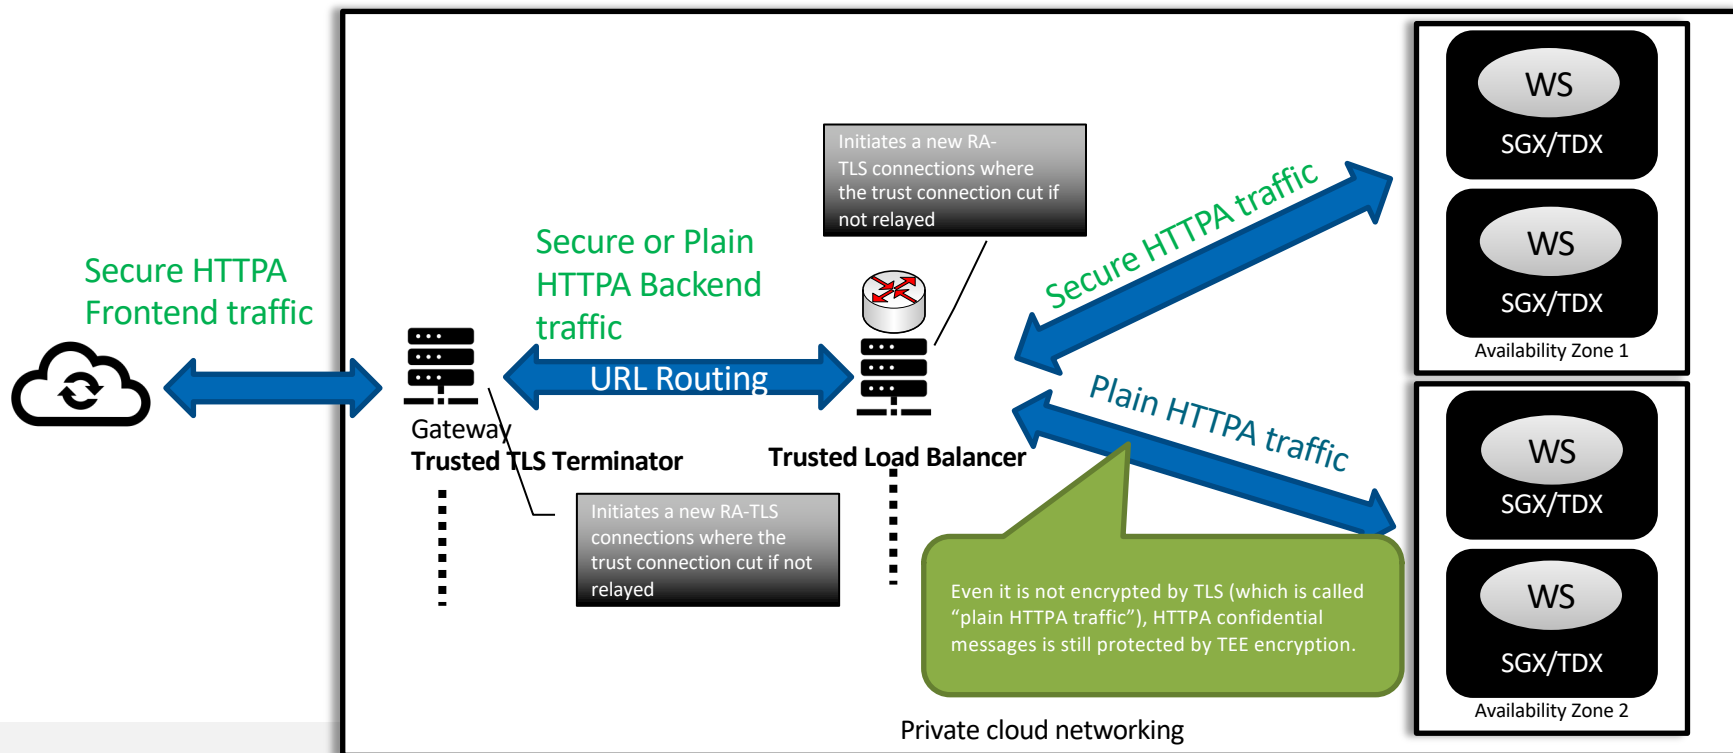 Secure HTTPA
Frontend traffic
Gateway
Trusted TLS Terminator
Initiates a new RA-TLS
connections where the
trust connection cut if not
relayed
Secure or Plain
HTTPA Backend
traffic
URL Routing
Initiates a new RA-
TLS connections where
the trust connection cut if
not relayed
Trusted Load Balancer
Secure HTTPA traffic
Plain HTTPA traffic
Even it is not encrypted by TLS (which is called
“plain HTTPA traffic”), HTTPA confidential
messages is still protected by TEE encryption.
WS
SGX/TDX
WS
SGX/TDX
Availability Zone 1
WS
SGX/TDX
WS
SGX/TDX
Availability Zone 2
Private cloud networking